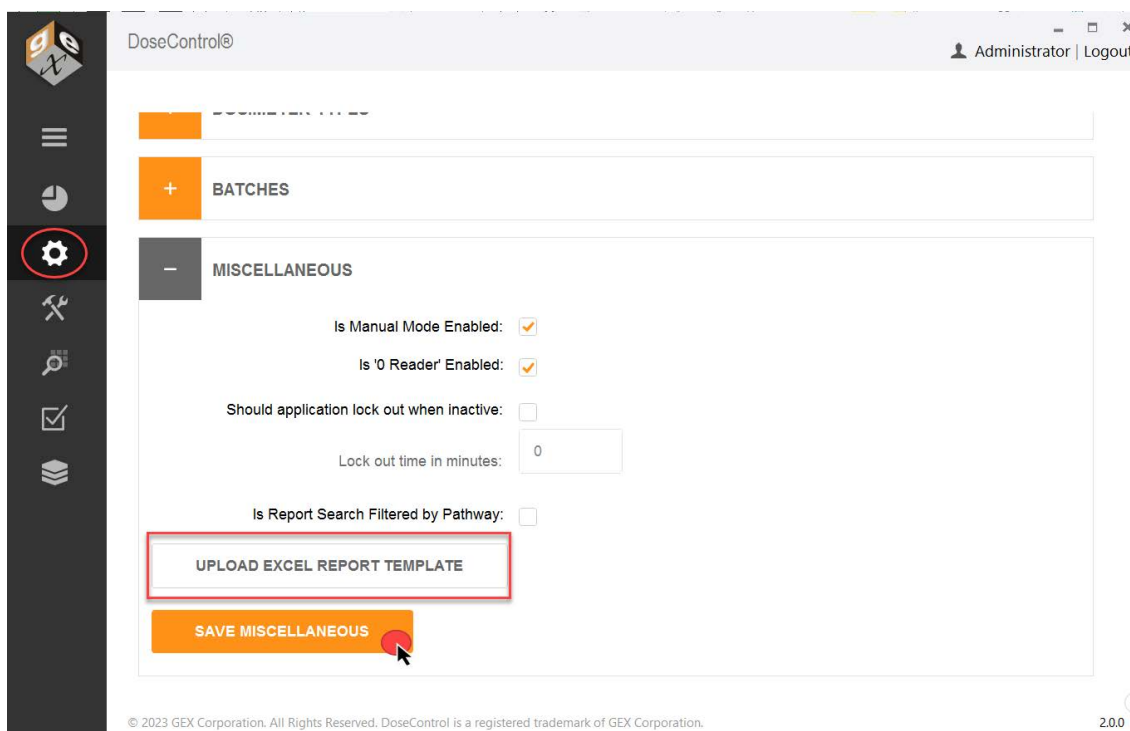 gex
DoseControl®
Administrator | Logout
+ BATCHES
− MISCELLANEOUS
Is Manual Mode Enabled:
Is '0 Reader' Enabled:
Should application lock out when inactive:
Lock out time in minutes: 0
Is Report Search Filtered by Pathway:
UPLOAD EXCEL REPORT TEMPLATE
SAVE MISCELLANEOUS
© 2023 GEX Corporation. All Rights Reserved. DoseControl is a registered trademark of GEX Corporation. 2.0.0